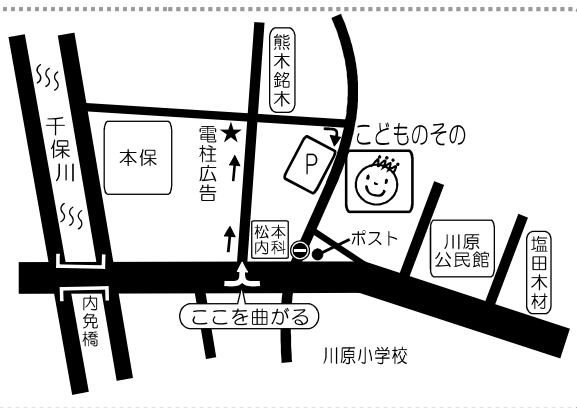 熊木銘木
千保川
本保
電柱広告
★
P
こどものその
松本
内科
ポスト
川原
公民館
塩田木材
内免橋
ここを曲がる
川原小学校